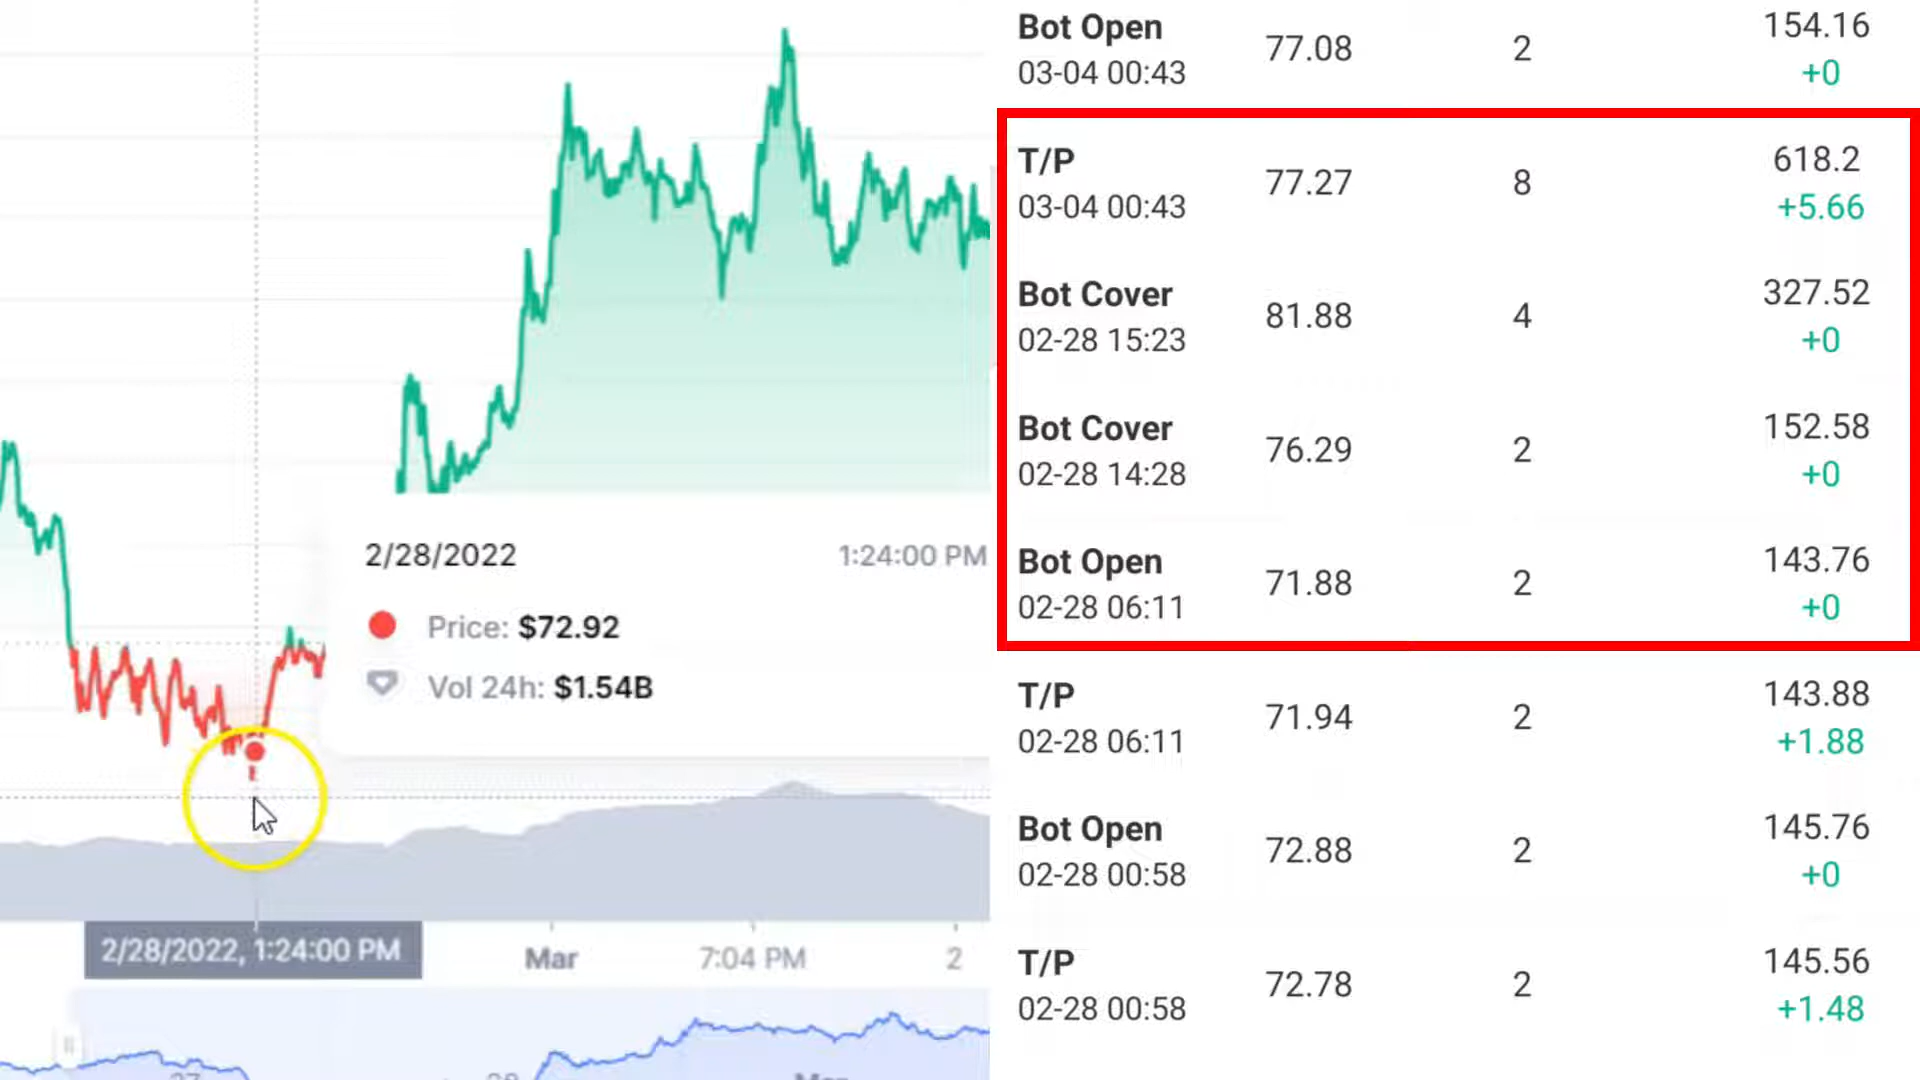 2/28/2022 1:24:00 PM
Price: $72.92
Vol 24h: $1.54B
2/28/2022, 1:24:00 PM
Mar 7:04 PM 2
Bot Open 77.08 2 154.16
03-04 00:43 +0
T/P 77.27 8 618.2
03-04 00:43 +5.66
Bot Cover 81.88 4 327.52
02-28 15:23 +0
Bot Cover 76.29 2 152.58
02-28 14:28 +0
Bot Open 71.88 2 143.76
02-28 06:11 +0
T/P 71.94 2 143.88
02-28 06:11 +1.88
Bot Open 72.88 2 145.76
02-28 00:58 +0
T/P 72.78 2 145.56
02-28 00:58 +1.48